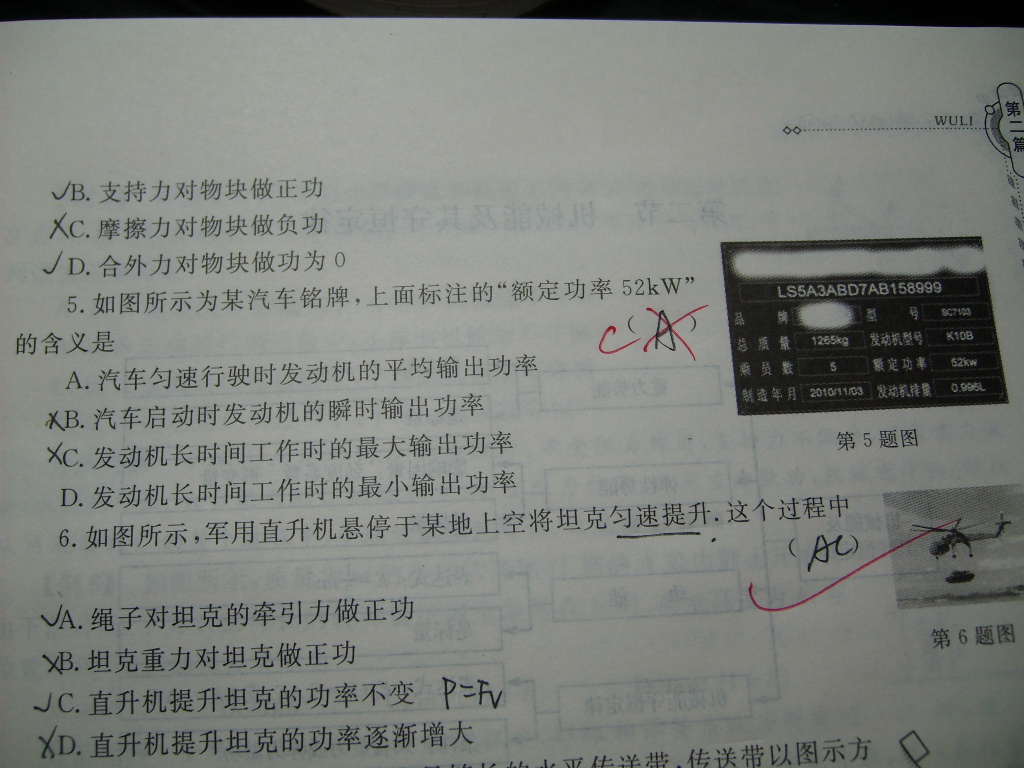 WULI
第二篇
√B. 支持力对物块做正功
×C. 摩擦力对物块做负功
√D. 合外力对物块做功为 0
5. 如图所示为某汽车铭牌,上面标注的“额定功率 52kW”
的含义是
C ( A )
A. 汽车匀速行驶时发动机的平均输出功率
×B. 汽车启动时发动机的瞬时输出功率
×C. 发动机长时间工作时的最大输出功率
D. 发动机长时间工作时的最小输出功率
LS5A3ABD7AB158999
品牌 型号 SC7103
总质量 1265kg 发动机型号 K10B
乘员数 5 额定功率 52kw
制造年月 2010/11/03 发动机排量 0.996L
第 5 题图
6. 如图所示,军用直升机悬停于某地上空将坦克匀速提升. 这个过程中
( AC )
√A. 绳子对坦克的牵引力做正功
×B. 坦克重力对坦克做正功
√C. 直升机提升坦克的功率不变 P=Fv
×D. 直升机提升坦克的功率逐渐增大
第 6 题图
水平传送带,传送带以图示方